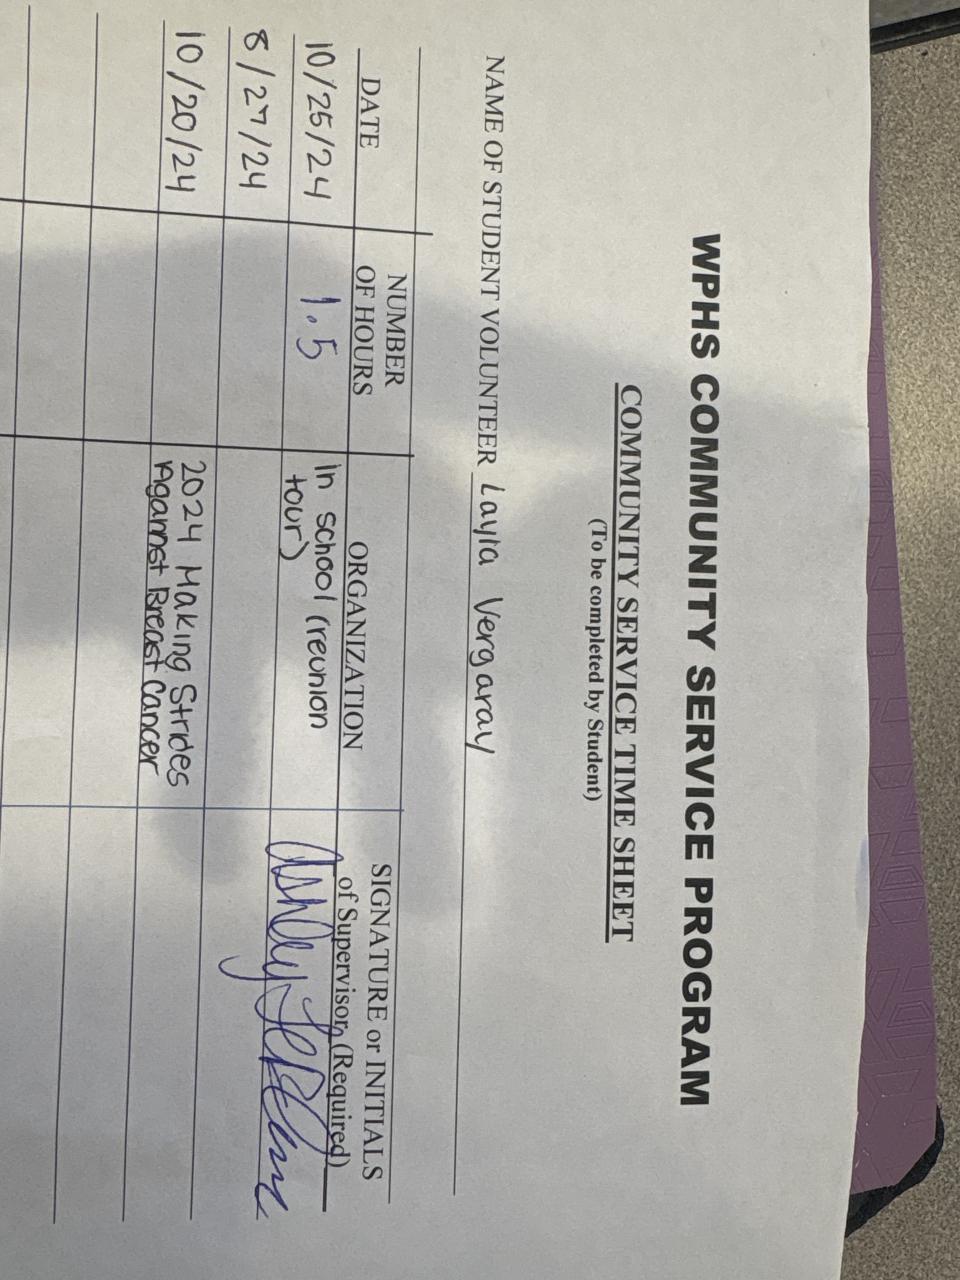 WPHS COMMUNITY SERVICE PROGRAM
COMMUNITY SERVICE TIME SHEET
(To be completed by Student)
NAME OF STUDENT VOLUNTEER Layla Vergaray
DATE
NUMBER
OF HOURS
ORGANIZATION
SIGNATURE or INITIALS
of Supervisor (Required)
10/25/24
1.5
in school (reunion
tour)
8/27/24
10/20/24
2024 Making Strides
Against Breast Cancer